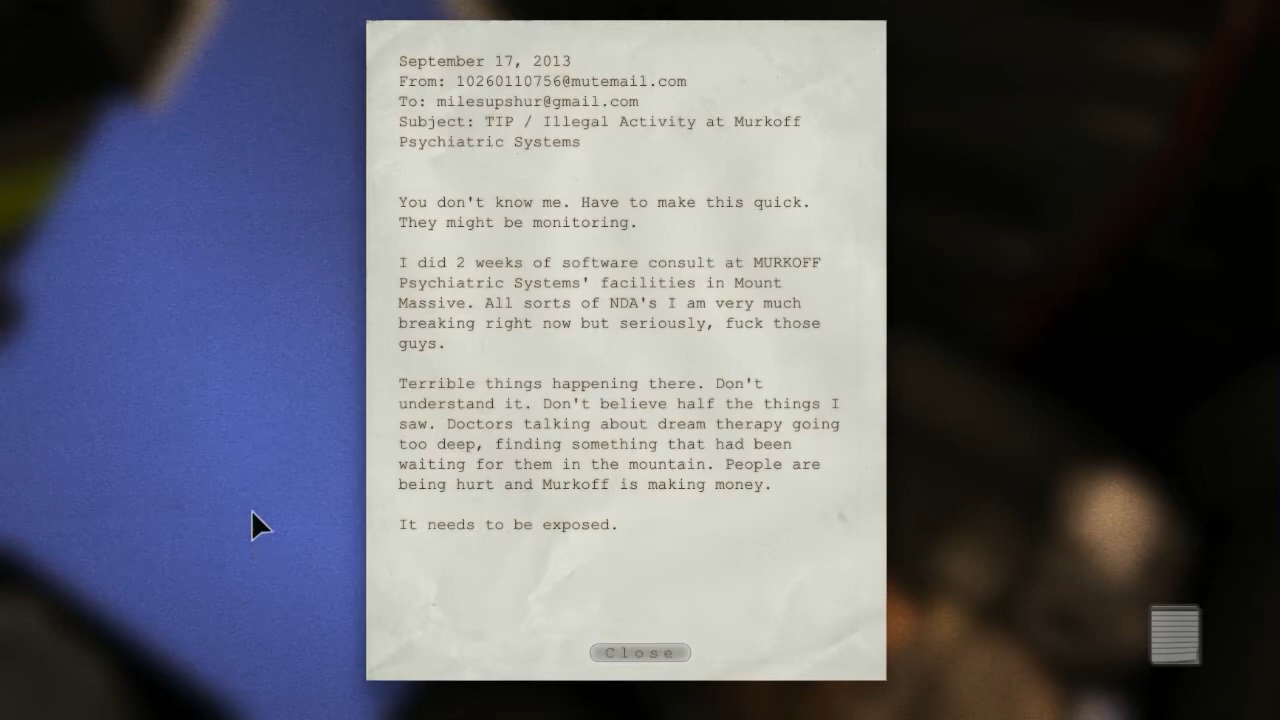 September 17, 2013
From: 10260110756@mutemail.com
To: milesupshur@gmail.com
Subject: TIP / Illegal Activity at Murkoff
Psychiatric Systems
You don't know me. Have to make this quick.
They might be monitoring.
I did 2 weeks of software consult at MURKOFF
Psychiatric Systems' facilities in Mount
Massive. All sorts of NDA's I am very much
breaking right now but seriously, fuck those
guys.
Terrible things happening there. Don't
understand it. Don't believe half the things I
saw. Doctors talking about dream therapy going
too deep, finding something that had been
waiting for them in the mountain. People are
being hurt and Murkoff is making money.
It needs to be exposed.
Close